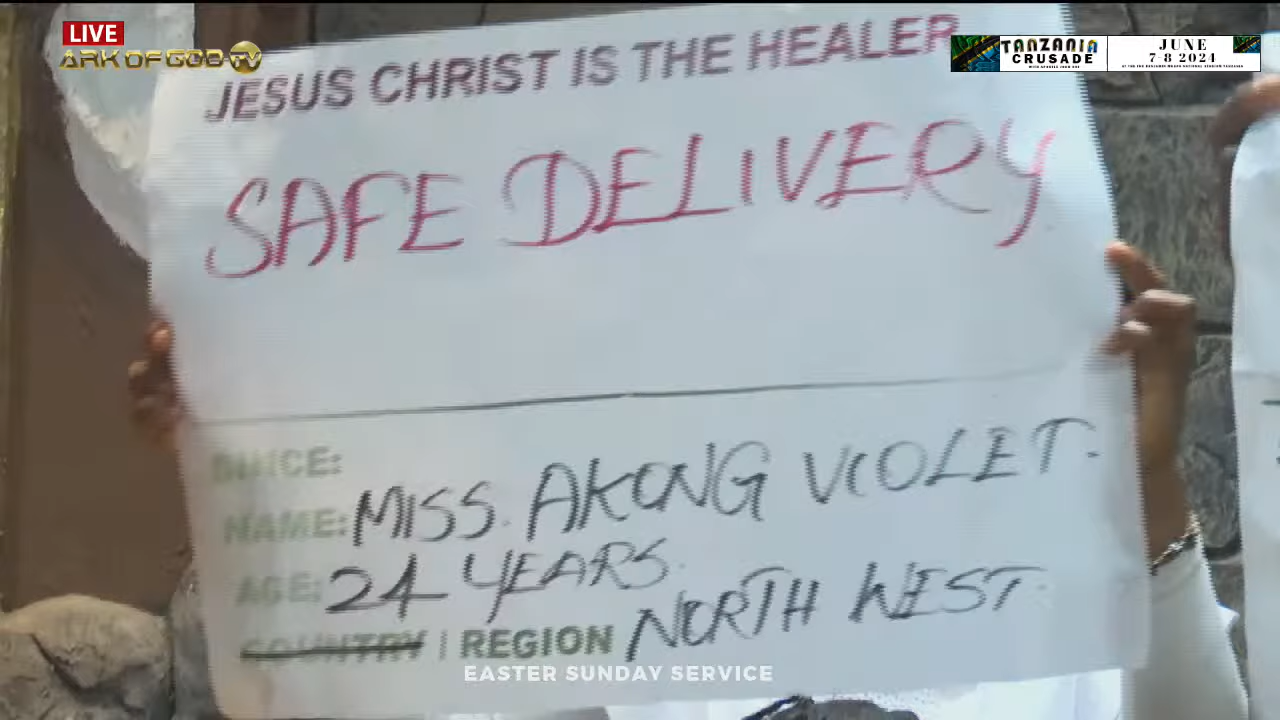 LIVE
ARK OF GOD TV
TANZANIA
CRUSADE
JUNE
7-8 2024
JESUS CHRIST IS THE HEALER
SAFE DELIVERY
SINCE:
NAME: MISS. AKONG VIOLET.
AGE: 24 YEARS.
COUNTRY | REGION NORTH WEST.
EASTER SUNDAY SERVICE